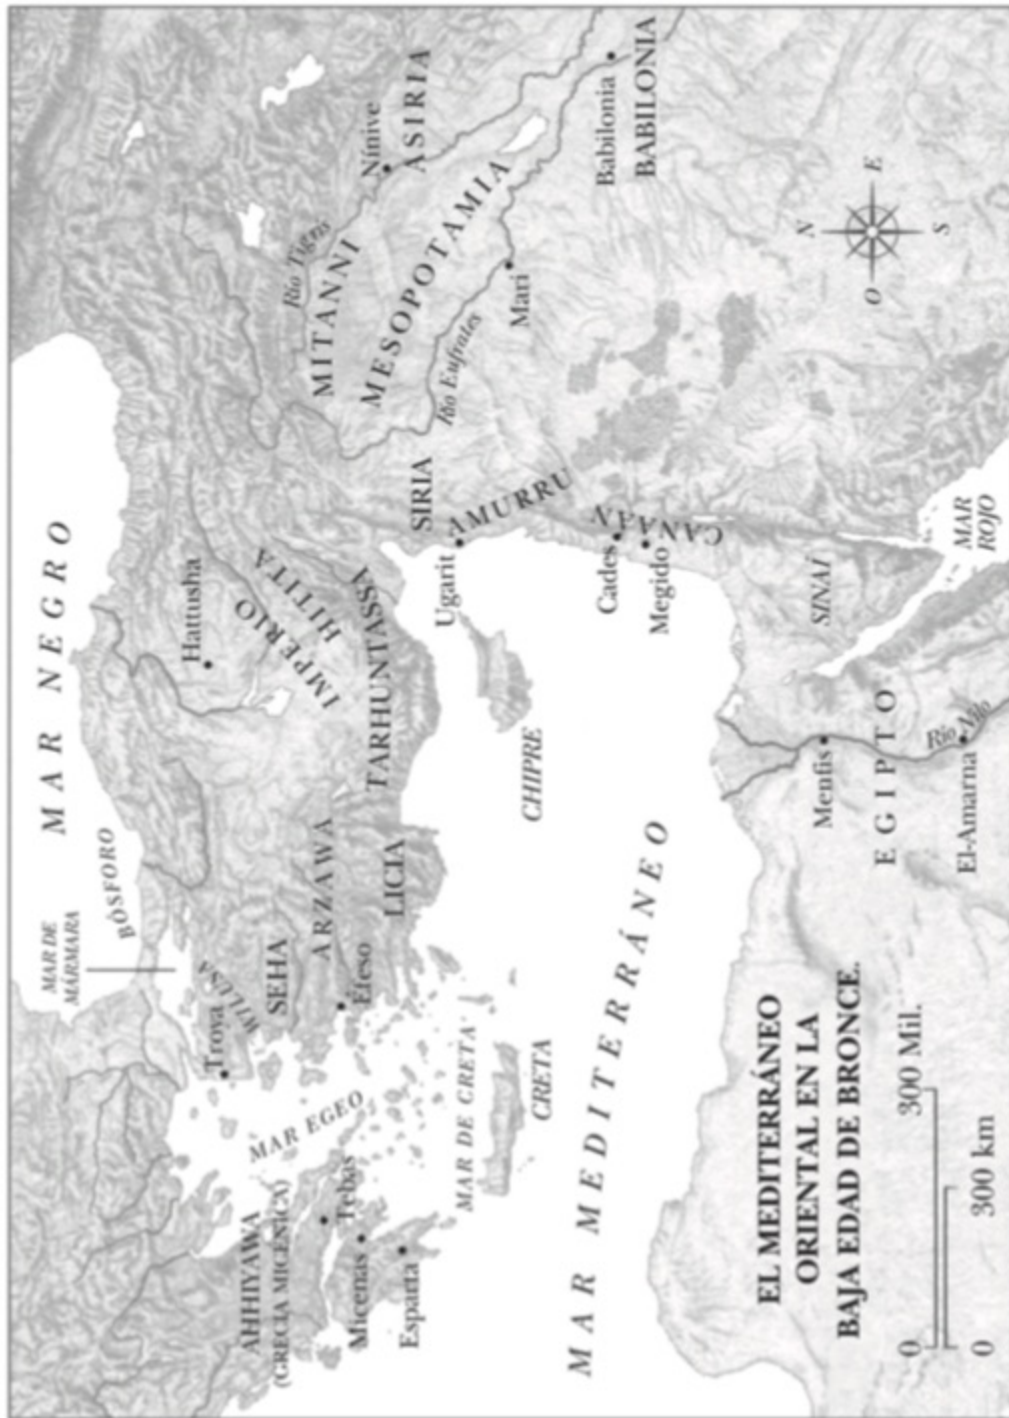 MAR NEGRO
MAR DE
MÁRMARA
BÓSFORO
Troya
WILUSA
SEHA
ARZAWA
Éfeso
LICIA
Hattusha
IMPERIO
HITITA
TARHUNTASSA
MAR EGEO
AHHIYAWA
(GRECIA MICÉNICA)
Tebas
Micenas
Esparta
MAR DE CRETA
CRETA
CHIPRE
MAR MEDITERRÁNEO
Río Tigris
Nínive
ASIRIA
MITANNI
MESOPOTAMIA
Río Eufrates
Mari
Babilonia
BABILONIA
SIRIA
Ugarit
AMURRU
Cades
CANAÁN
Megido
SINAÍ
MAR
ROJO
Menfis
EGIPTO
Río Nilo
El-Amarna
N
O
E
S
EL MEDITERRÁNEO
ORIENTAL EN LA
BAJA EDAD DE BRONCE.
0 300 Mil.
0 300 km